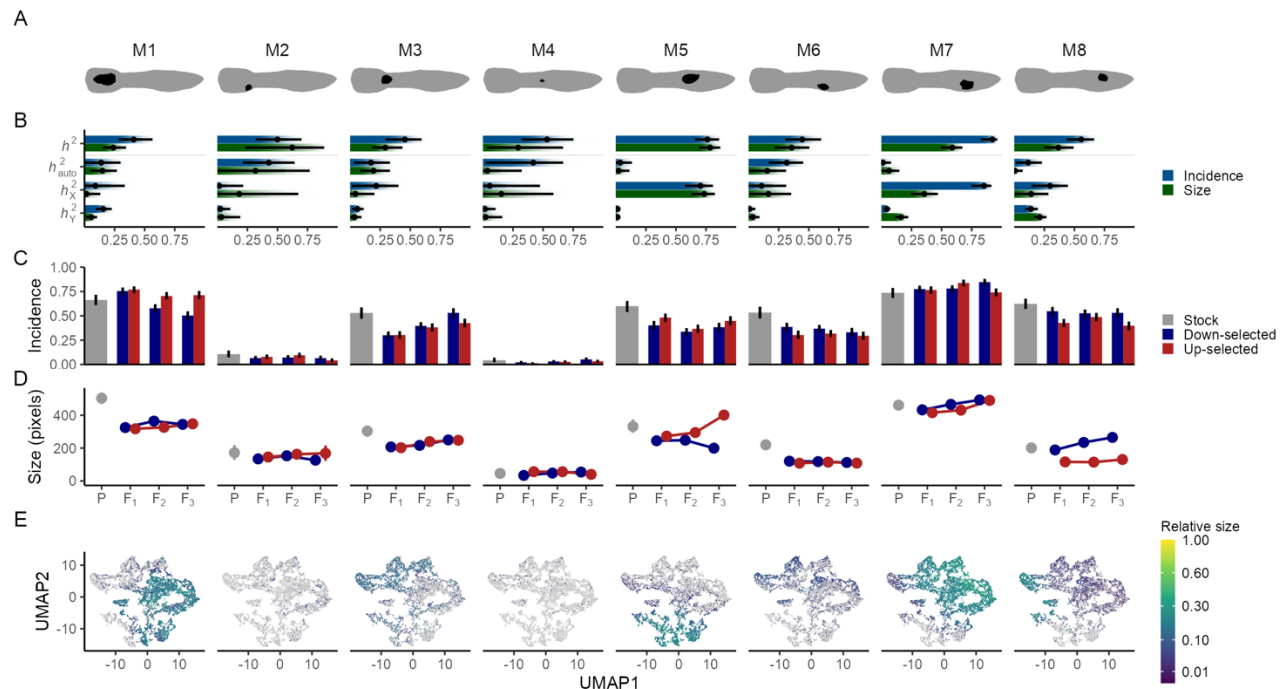 A
M1 M2 M3 M4 M5 M6 M7 M8
B
h²
h²auto
h²X
h²Y
0.25 0.50 0.75 0.25 0.50 0.75 0.25 0.50 0.75 0.25 0.50 0.75 0.25 0.50 0.75 0.25 0.50 0.75 0.25 0.50 0.75 0.25 0.50 0.75
Incidence
Size
C
Incidence
1.00
0.75
0.50
0.25
0.00
Stock
Down-selected
Up-selected
D
Size (pixels)
400
200
0
P F₁ F₂ F₃ P F₁ F₂ F₃ P F₁ F₂ F₃ P F₁ F₂ F₃ P F₁ F₂ F₃ P F₁ F₂ F₃ P F₁ F₂ F₃ P F₁ F₂ F₃
E
UMAP2
10
0
-10
-10 0 10 -10 0 10 -10 0 10 -10 0 10 -10 0 10 -10 0 10 -10 0 10 -10 0 10
UMAP1
Relative size
1.00
0.60
0.30
0.10
0.01